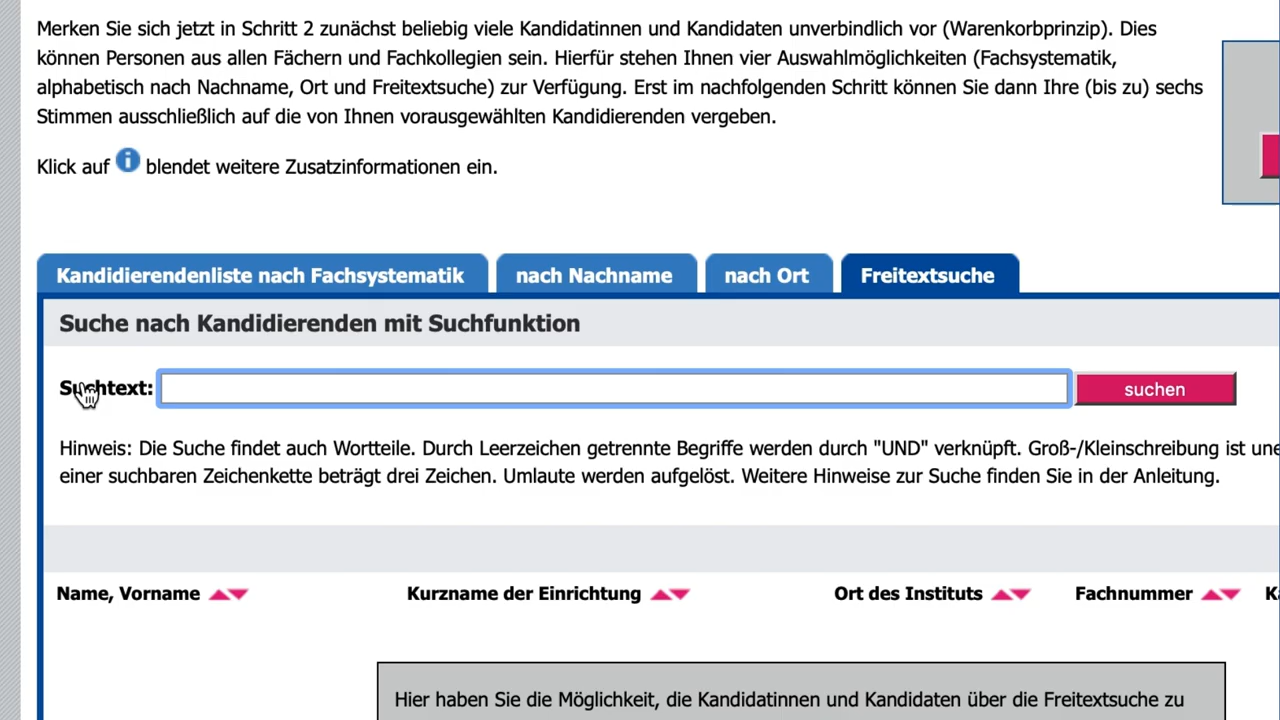 Merken Sie sich jetzt in Schritt 2 zunächst beliebig viele Kandidatinnen und Kandidaten unverbindlich vor (Warenkorbprinzip). Dies
können Personen aus allen Fächern und Fachkollegien sein. Hierfür stehen Ihnen vier Auswahlmöglichkeiten (Fachsystematik,
alphabetisch nach Nachname, Ort und Freitextsuche) zur Verfügung. Erst im nachfolgenden Schritt können Sie dann Ihre (bis zu) sechs
Stimmen ausschließlich auf die von Ihnen vorausgewählten Kandidierenden vergeben.
Klick auf i blendet weitere Zusatzinformationen ein.
Kandidierendenliste nach Fachsystematik nach Nachname nach Ort Freitextsuche
Suche nach Kandidierenden mit Suchfunktion
Suchtext: suchen
Hinweis: Die Suche findet auch Wortteile. Durch Leerzeichen getrennte Begriffe werden durch "UND" verknüpft. Groß-/Kleinschreibung ist
einer suchbaren Zeichenkette beträgt drei Zeichen. Umlaute werden aufgelöst. Weitere Hinweise zur Suche finden Sie in der Anleitung.
Name, Vorname Kurzname der Einrichtung Ort des Instituts Fachnummer
Hier haben Sie die Möglichkeit, die Kandidatinnen und Kandidaten über die Freitextsuche zu